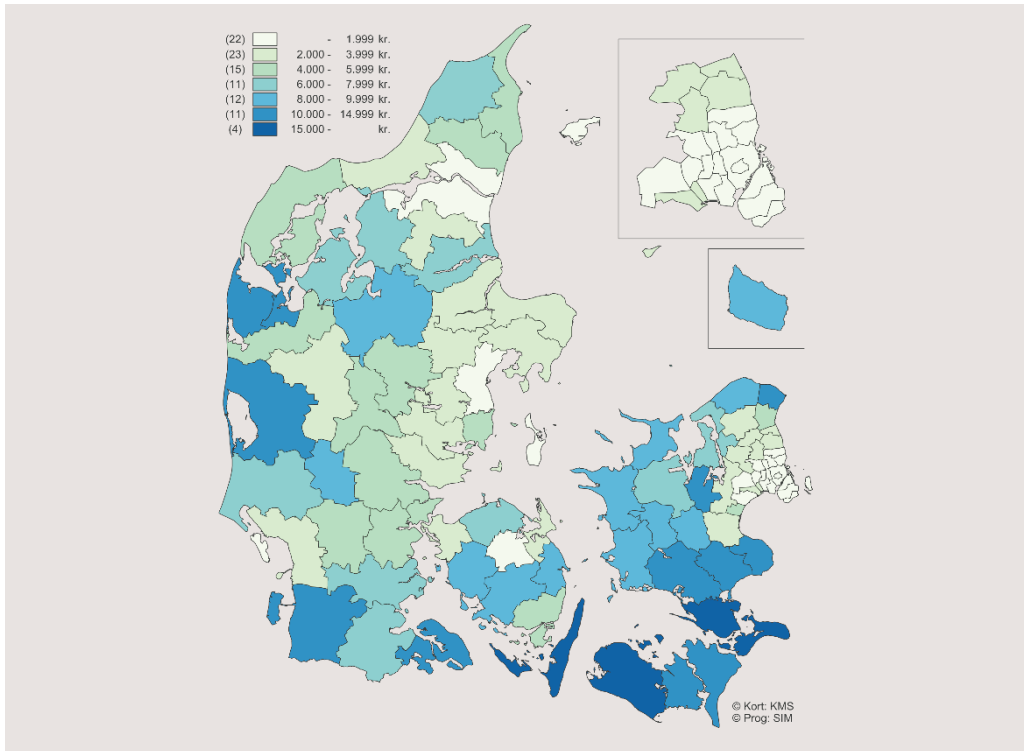 (22) - 1.999 kr.
(23) 2.000 - 3.999 kr.
(15) 4.000 - 5.999 kr.
(11) 6.000 - 7.999 kr.
(12) 8.000 - 9.999 kr.
(11) 10.000 - 14.999 kr.
(4) 15.000 - kr.
© Kort: KMS
© Prog: SIM